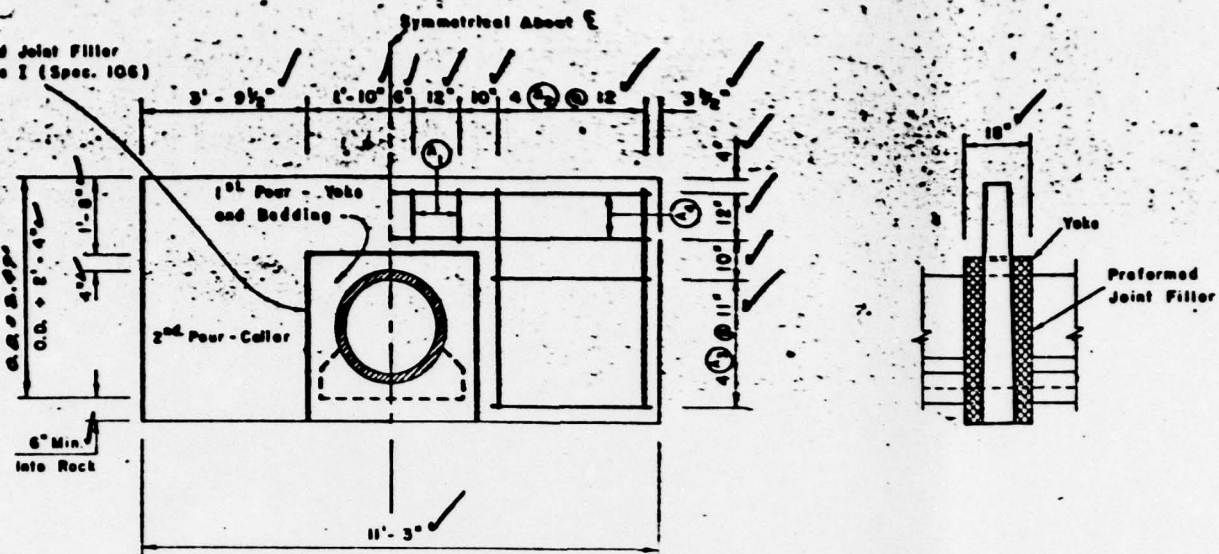 Symmetrical About ℄
Joint Filler
I (Spec. 106)
3' - 9½" 1'-10" 6" 12" 10" 4 @ 12" 3½"
18"
4"
12"
10"
11"
4 @
1st. Pour - Yoke
and Bedding
1'-8"
4"
O.D. + 2'-4"
2nd. Pour - Collar
6" Min.
Into Rock
11'- 3"
Yoke
Preformed
Joint Filler